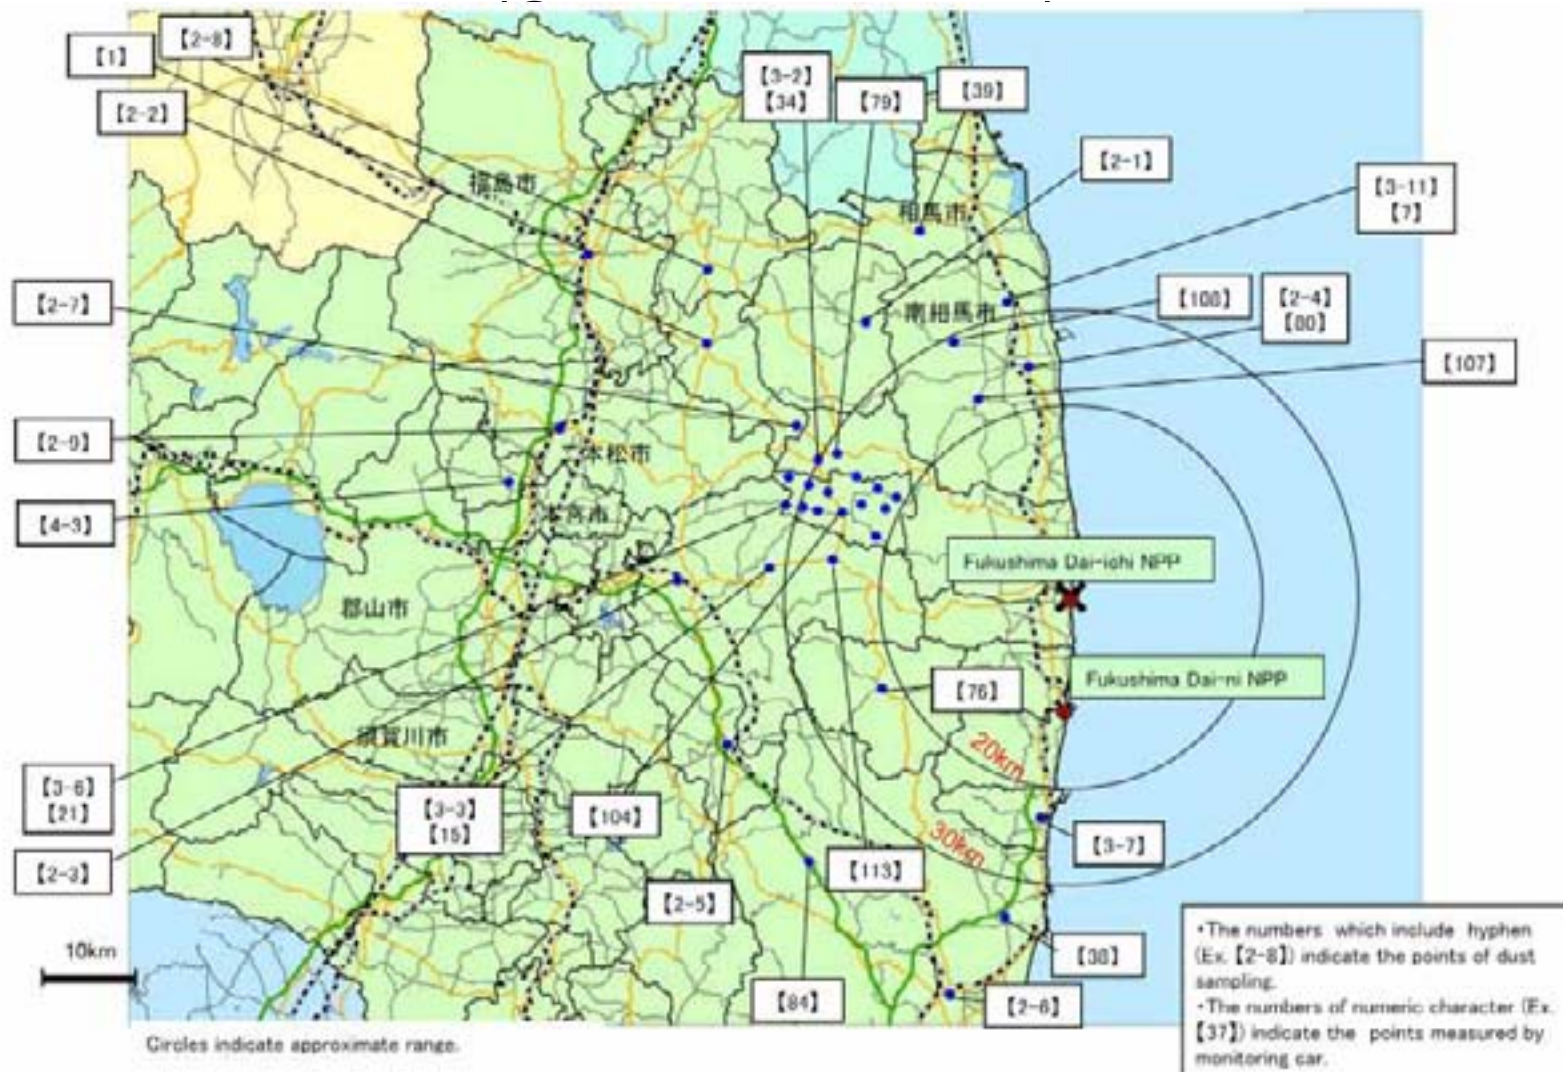 【2-8】
【1】
【2-2】
【3-2】
【34】
【79】
【39】
【2-1】
【3-11】
【7】
福島市
相馬市
【2-7】
南相馬市
【108】
【2-4】
【80】
【107】
【2-9】
二本松市
【4-3】
本宮市
Fukushima Dai-ichi NPP
郡山市
Fukushima Dai-ni NPP
【76】
須賀川市
20km
【3-6】
【21】
【3-3】
【15】
【104】
30km
【3-7】
【2-3】
【113】
【2-5】
10km
【38】
【84】
【2-6】
・The numbers which include hyphen
(Ex. 【2-8】) indicate the points of dust
sampling.
・The numbers of numeric character (Ex.
【37】) indicate the points measured by
monitoring car.
Circles indicate approximate range.